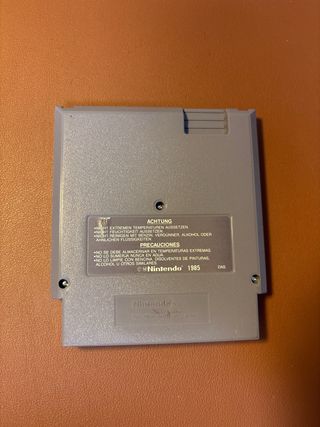 ACHTUNG
•NICHT EXTREMEN TEMPERATUREN AUSSETZEN
•NICHT FEUCHTIGKEIT AUSSETZEN
•NICHT REINIGEN MIT BENZIN, VERDÜNNER, ALKOHOL ODER
ÄHNLICHEN FLÜSSIGKEITEN.
PRECAUCIONES
•NO SE DEBE ALMACENAR EN TEMPERATURAS EXTREMAS.
•NO LO SUMERJA NUNCA EN AGUA.
•NO LO LIMPIE CON BENCINA, DISOLVENTES DE PINTURAS,
ALCOHOL U OTROS SIMILARES.
© Nintendo 1985
Nintendo